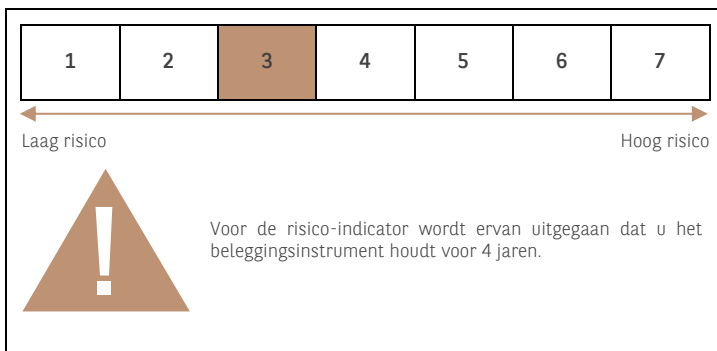 1 2 3 4 5 6 7
Laag risico Hoog risico
!
Voor de risico-indicator wordt ervan uitgegaan dat u het
beleggingsinstrument houdt voor 4 jaren.